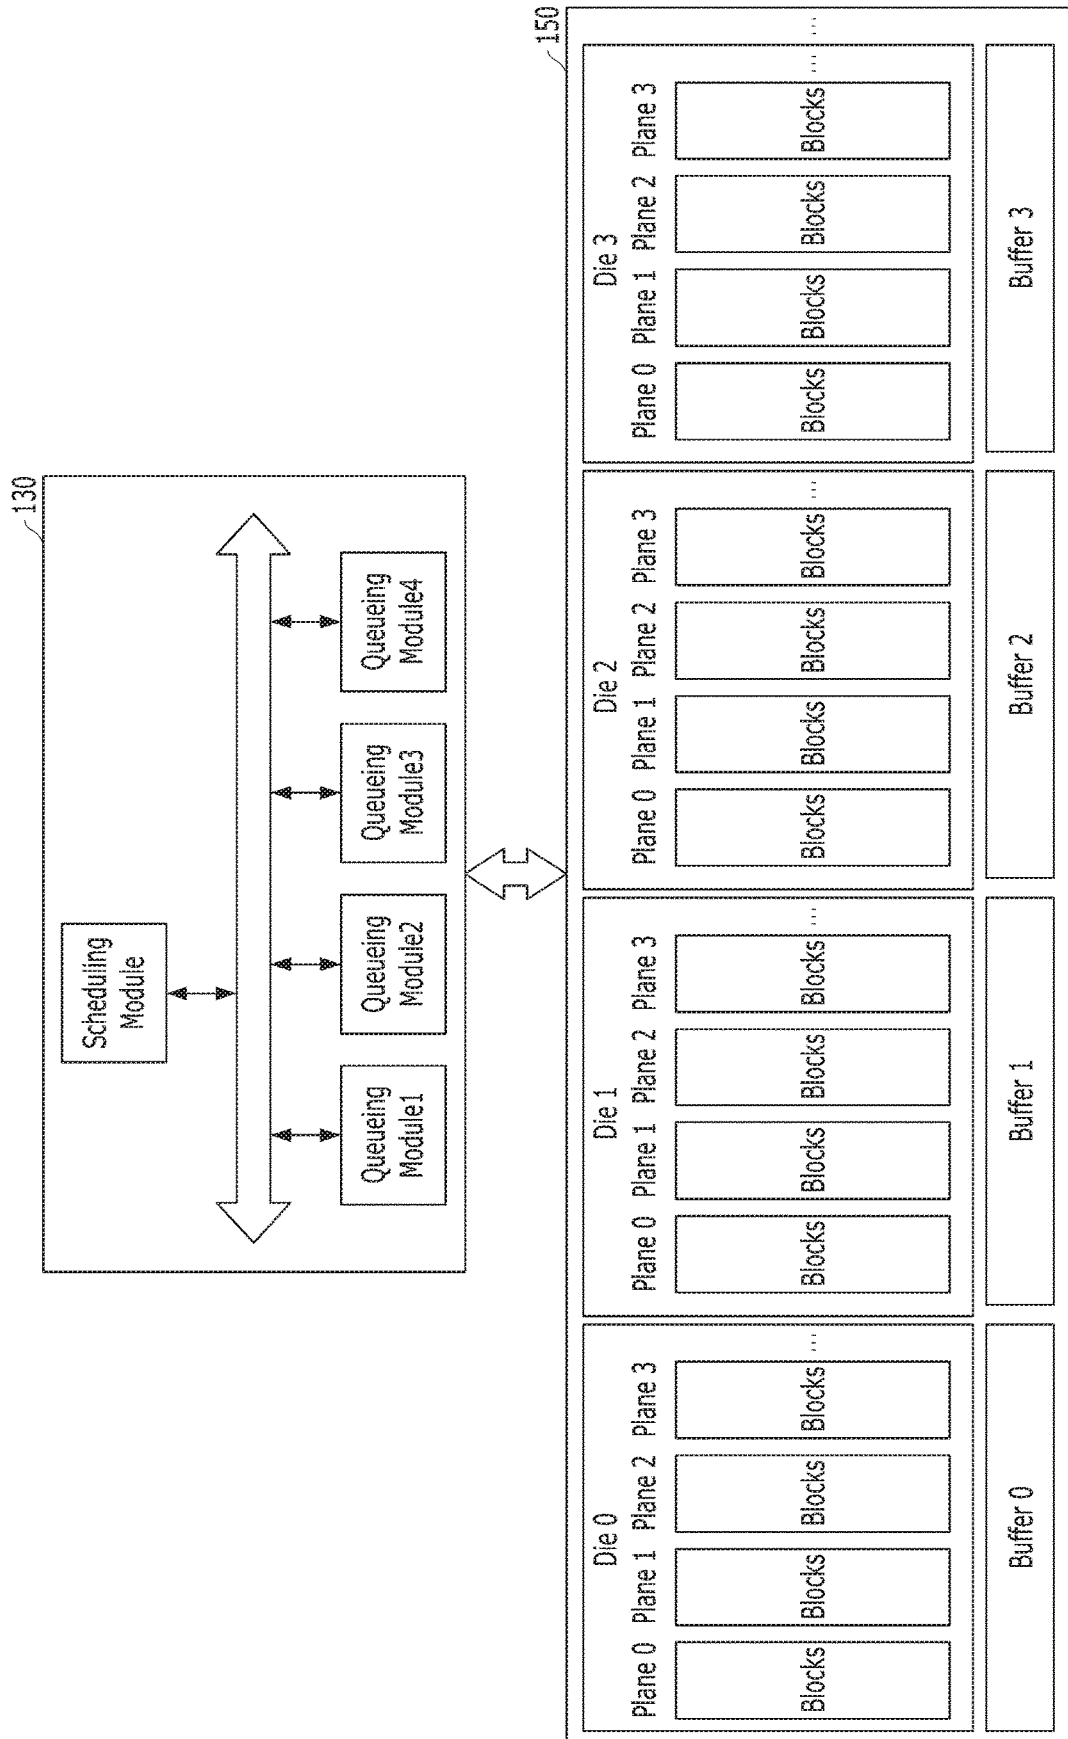 130
Scheduling
Module
Queueing
Module1
Queueing
Module2
Queueing
Module3
Queueing
Module4
150
Die 0
Plane 0 Plane 1 Plane 2 Plane 3
Blocks Blocks Blocks Blocks ...
Buffer 0
Die 1
Plane 0 Plane 1 Plane 2 Plane 3
Blocks Blocks Blocks Blocks ...
Buffer 1
Die 2
Plane 0 Plane 1 Plane 2 Plane 3
Blocks Blocks Blocks Blocks ...
Buffer 2
Die 3
Plane 0 Plane 1 Plane 2 Plane 3
Blocks Blocks Blocks Blocks ... ...
Buffer 3